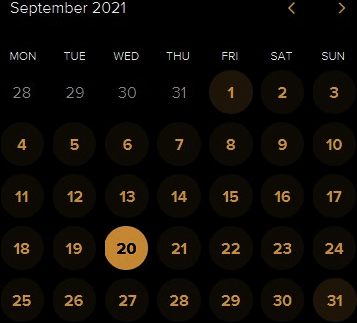 September 2021
MON TUE WED THU FRI SAT SUN
28 29 30 31 1 2 3
4 5 6 7 8 9 10
11 12 13 14 15 16 17
18 19 20 21 22 23 24
25 26 27 28 29 30 31